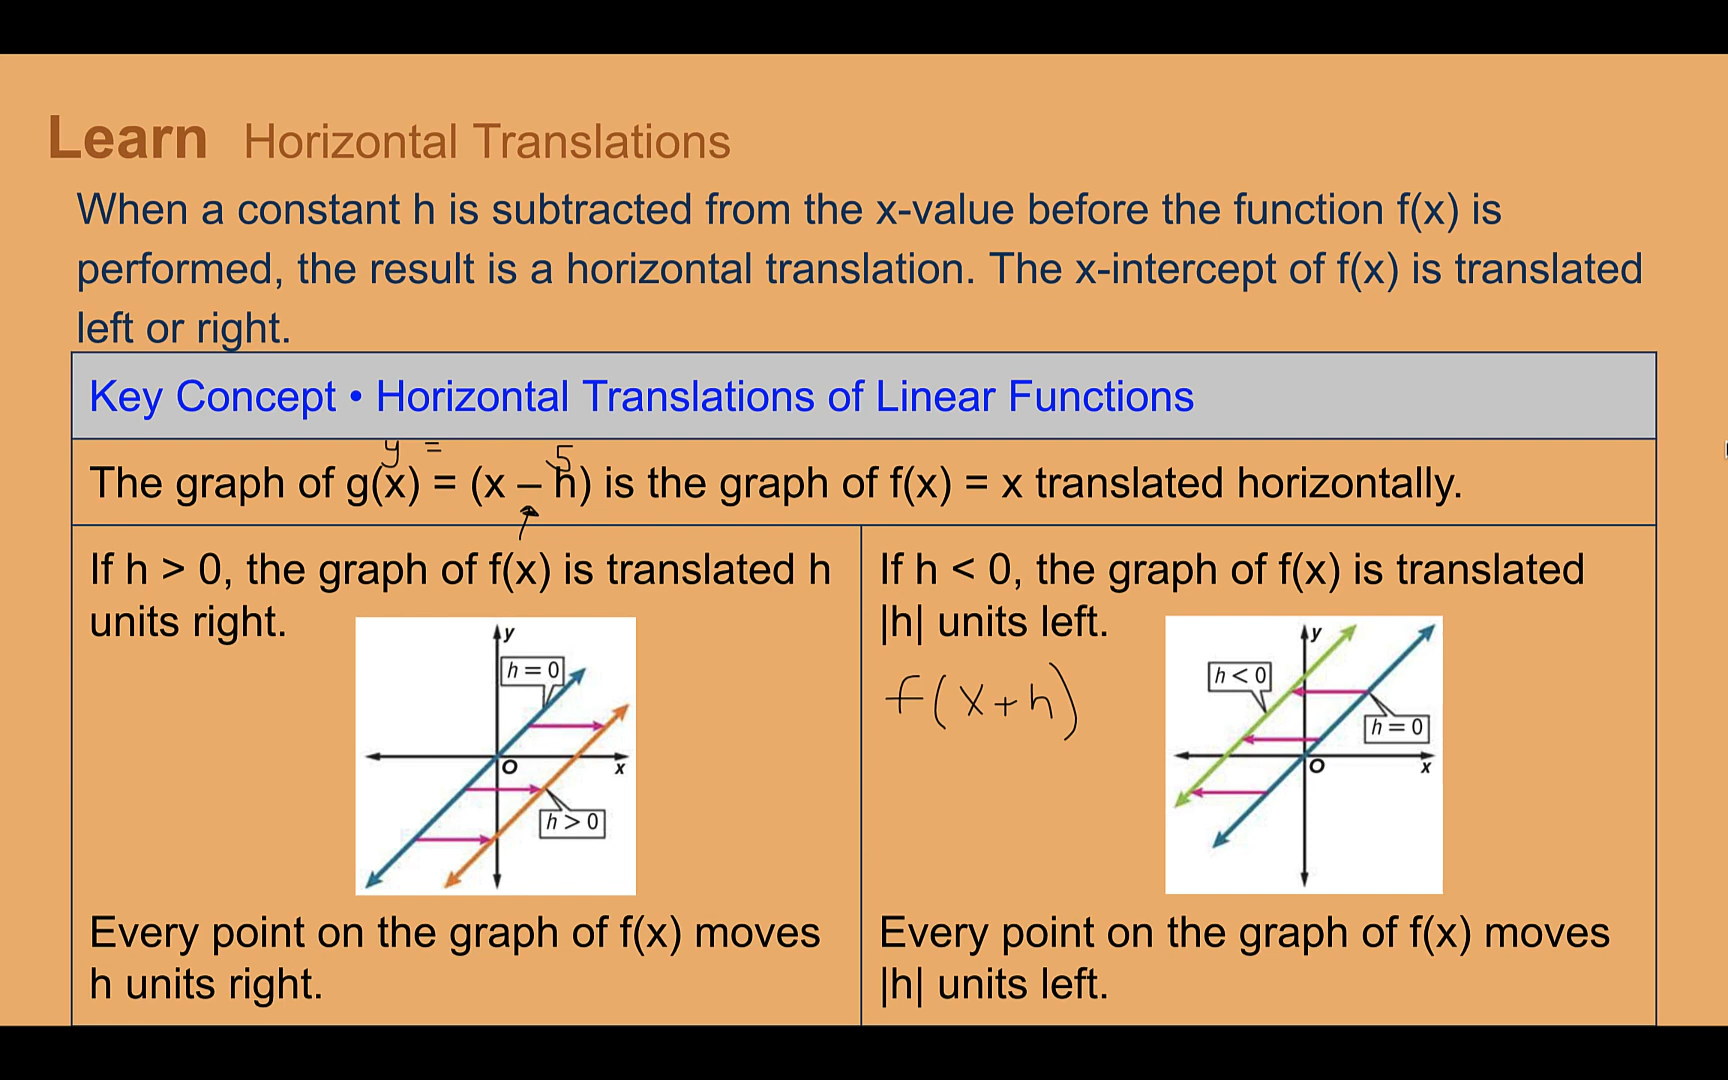 Learn Horizontal Translations
When a constant h is subtracted from the x-value before the function f(x) is
performed, the result is a horizontal translation. The x-intercept of f(x) is translated
left or right.
Key Concept • Horizontal Translations of Linear Functions
y = 5
The graph of g(x) = (x – h) is the graph of f(x) = x translated horizontally.
If h > 0, the graph of f(x) is translated h
units right.
y
h = 0
O
x
h > 0
Every point on the graph of f(x) moves
h units right.
If h < 0, the graph of f(x) is translated
|h| units left.
f(x+h)
y
h < 0
h = 0
O
x
Every point on the graph of f(x) moves
|h| units left.